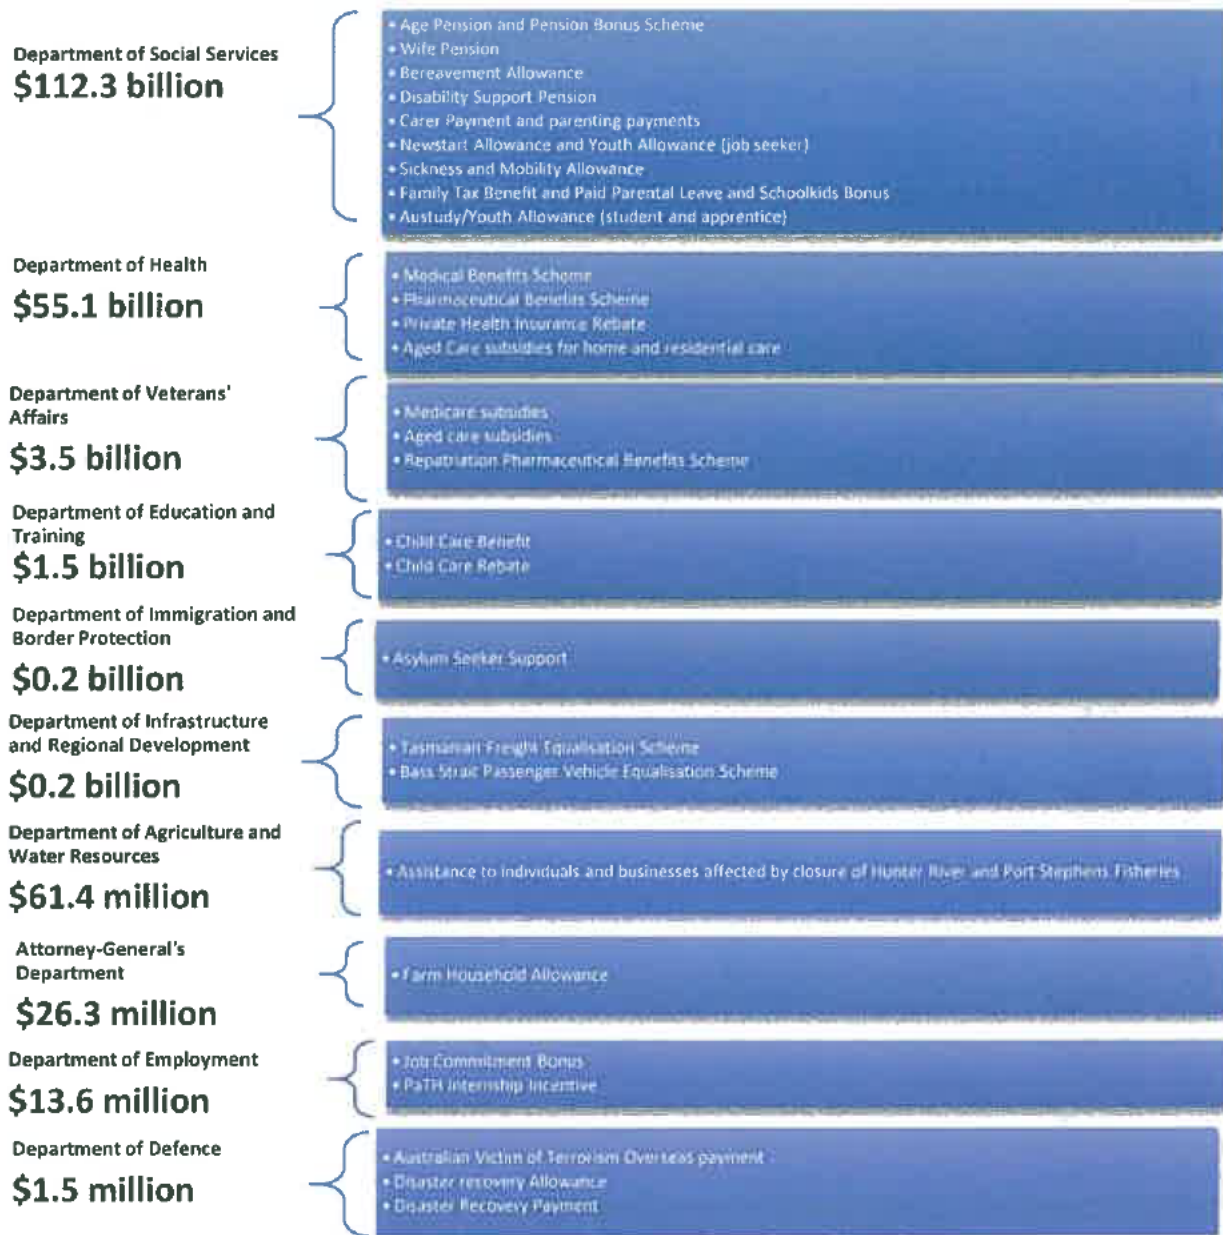 Department of Social Services
$112.3 billion
• Age Pension and Pension Bonus Scheme
• Wife Pension
• Bereavement Allowance
• Disability Support Pension
• Carer Payment and parenting payments
• Newstart Allowance and Youth Allowance (job seeker)
• Sickness and Mobility Allowance
• Family Tax Benefit and Paid Parental Leave and Schoolkids Bonus
• Austudy/Youth Allowance (student and apprentice)
Department of Health
$55.1 billion
• Medical Benefits Scheme
• Pharmaceutical Benefits Scheme
• Private Health Insurance Rebate
• Aged Care subsidies for home and residential care
Department of Veterans'
Affairs
$3.5 billion
• Medicare subsidies
• Aged care subsidies
• Repatriation Pharmaceutical Benefits Scheme
Department of Education and
Training
$1.5 billion
• Child Care Benefit
• Child Care Rebate
Department of Immigration and
Border Protection
$0.2 billion
• Asylum Seeker Support
Department of Infrastructure
and Regional Development
$0.2 billion
• Tasmanian Freight Equalisation Scheme
• Bass Strait Passenger Vehicle Equalisation Scheme
Department of Agriculture and
Water Resources
$61.4 million
• Assistance to individuals and businesses affected by closure of Hunter River and Port Stephens Fisheries
Attorney-General's
Department
$26.3 million
• Farm Household Allowance
Department of Employment
$13.6 million
• Job Commitment Bonus
• PaTH Internship Incentive
Department of Defence
$1.5 million
• Australian Victim of Terrorism Overseas payment
• Disaster recovery Allowance
• Disaster Recovery Payment